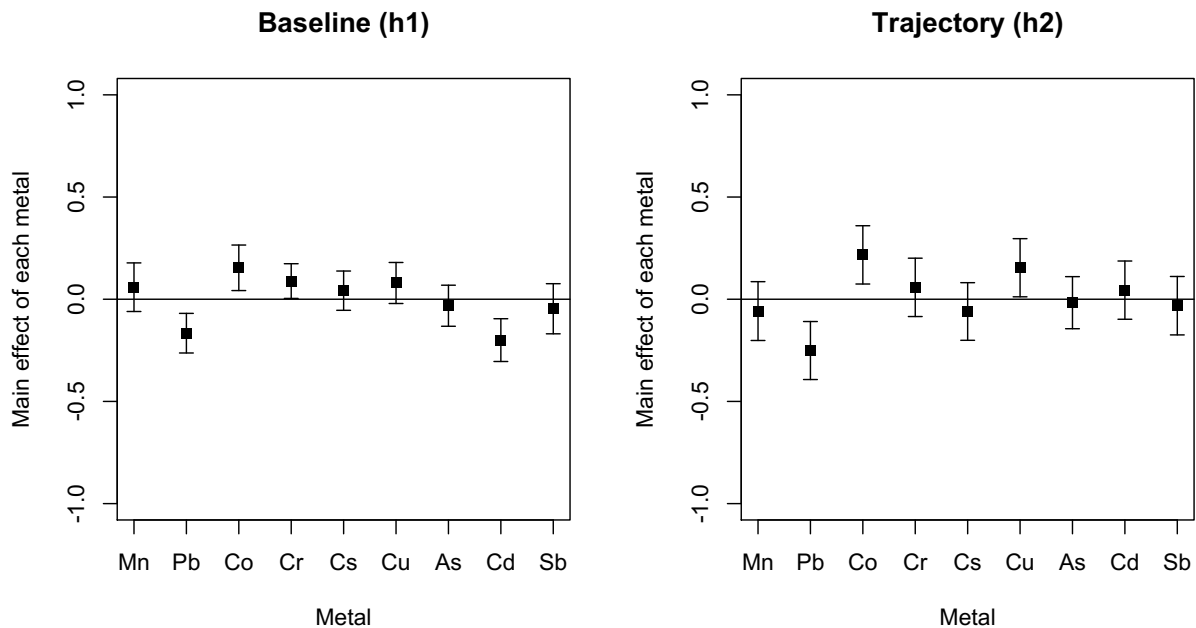 Baseline (h1)
Main effect of each metal
1.0
0.5
0.0
-0.5
-1.0
Mn Pb Co Cr Cs Cu As Cd Sb
Metal
Trajectory (h2)
Main effect of each metal
1.0
0.5
0.0
-0.5
-1.0
Mn Pb Co Cr Cs Cu As Cd Sb
Metal